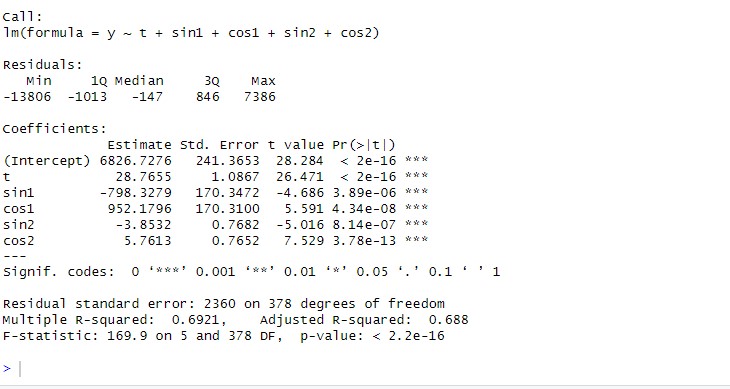 Call:
lm(formula = y ~ t + sin1 + cos1 + sin2 + cos2)
Residuals:
Min 1Q Median 3Q Max
-13806 -1013 -147 846 7386
Coefficients:
Estimate Std. Error t value Pr(>|t|)
(Intercept) 6826.7276 241.3653 28.284 < 2e-16 ***
t 28.7655 1.0867 26.471 < 2e-16 ***
sin1 -798.3279 170.3472 -4.686 3.89e-06 ***
cos1 952.1796 170.3100 5.591 4.34e-08 ***
sin2 -3.8532 0.7682 -5.016 8.14e-07 ***
cos2 5.7613 0.7652 7.529 3.78e-13 ***
---
Signif. codes: 0 ‘***’ 0.001 ‘**’ 0.01 ‘*’ 0.05 ‘.’ 0.1 ‘ ’ 1
Residual standard error: 2360 on 378 degrees of freedom
Multiple R-squared: 0.6921, Adjusted R-squared: 0.688
F-statistic: 169.9 on 5 and 378 DF, p-value: < 2.2e-16
>